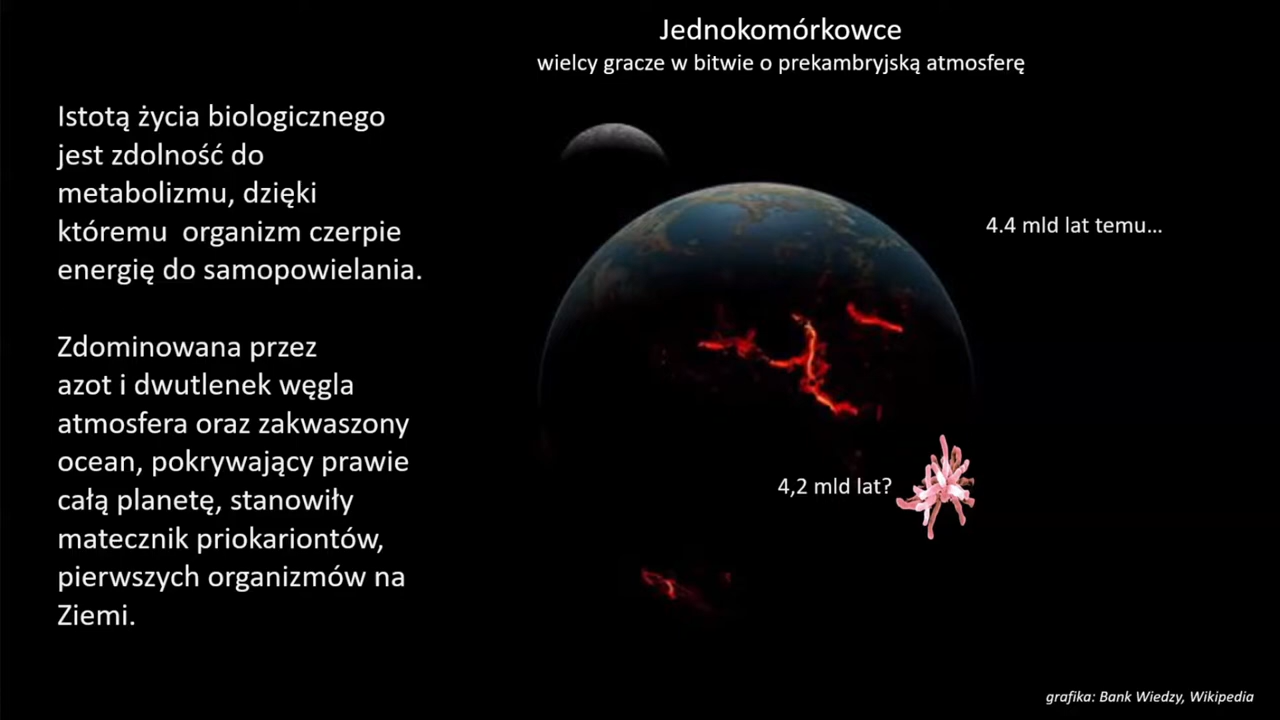 Jednokomórkowce
wielcy gracze w bitwie o prekambryjską atmosferę
Istotą życia biologicznego
jest zdolność do
metabolizmu, dzięki
któremu  organizm czerpie
energię do samopowielania.
Zdominowana przez
azot i dwutlenek węgla
atmosfera oraz zakwaszony
ocean, pokrywający prawie
całą planetę, stanowiły
matecznik priokariontów,
pierwszych organizmów na
Ziemi.
4.4 mld lat temu...
4,2 mld lat?
grafika: Bank Wiedzy, Wikipedia